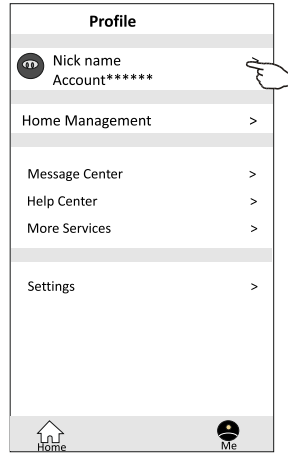 Profile
Nick name
Account******
Home Management >
Message Center >
Help Center >
More Services >
Settings >
Home Me